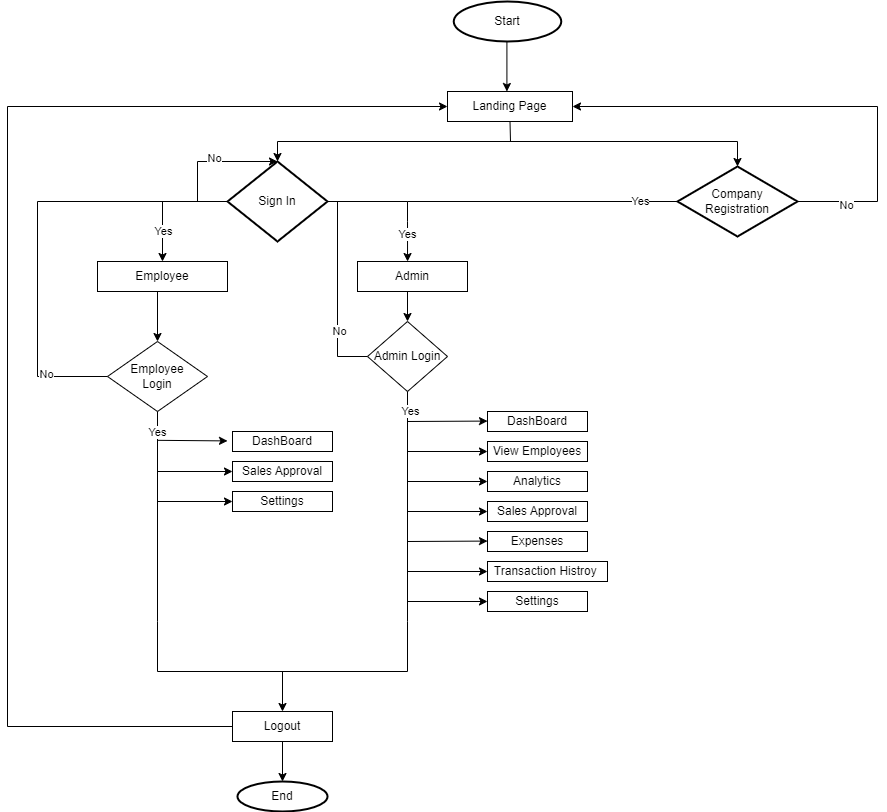 Start
Landing Page
No
Sign In
Company
Registration
Yes
No
Yes
Yes
Employee
Admin
No
Admin Login
Employee
Login
No
Yes
Yes
DashBoard
DashBoard
View Employees
Sales Approval
Analytics
Settings
Sales Approval
Expenses
Transaction Histroy
Settings
Logout
End